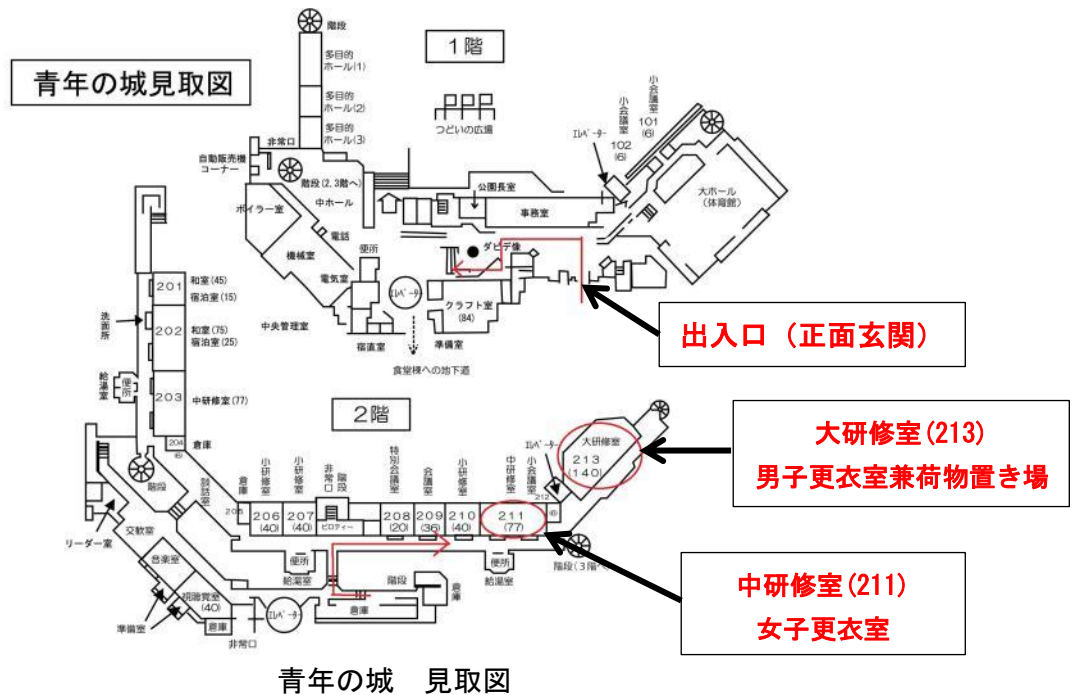 青年の城見取図
1階
階段
多目的
ホール(1)
多目的
ホール(2)
多目的
ホール(3)
つどいの広場
非常口
自動販売機
コーナー
階段(2,3階へ)
中ホール
ボイラー室
機械室
電話
便所
電気室
中央管理室
宿直室
エレベーター
クラフト室
(84)
準備室
食堂棟への地下道
公園長室
事務室
ダビデ像
エレベーター
小会議室
102
(6)
小会議室
101
(6)
大ホール
(体育館)
出入口（正面玄関）
2階
201
和室(45)
宿泊室(15)
洗面所
202
和室(75)
宿泊室(25)
給湯室
便所
203
中研修室(77)
204
(6)
倉庫
階段
談話室
リーダー室
交歓室
音楽室
視聴覚室
(40)
準備室
倉庫
非常口
エレベーター
倉庫
205
小研修室
206
(40)
小研修室
207
(40)
非常口
階段
ピロティー
特別会議室
208
(20)
会議室
209
(36)
小研修室
210
(40)
中研修室
211
(77)
小会議室
212
(6)
エレベーター
大研修室
213
(140)
便所
給湯室
階段
倉庫
倉庫
便所
給湯室
階段(3階へ)
大研修室(213)
男子更衣室兼荷物置き場
中研修室(211)
女子更衣室
青年の城　見取図